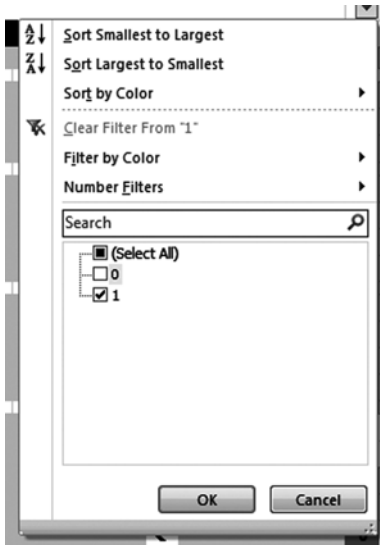 Sort Smallest to Largest
Sort Largest to Smallest
Sort by Color
Clear Filter From "1"
Filter by Color
Number Filters
Search
(Select All)
0
1
OK
Cancel